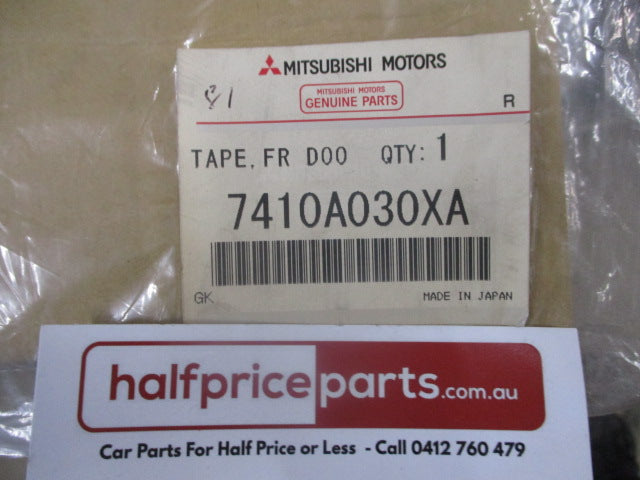 MITSUBISHI MOTORS
MITSUBISHI MOTORS
GENUINE PARTS
R
TAPE, FR DOO QTY: 1
7410A030XA
GK MADE IN JAPAN
halfpriceparts.com.au
Car Parts For Half Price or Less - Call 0412 760 479